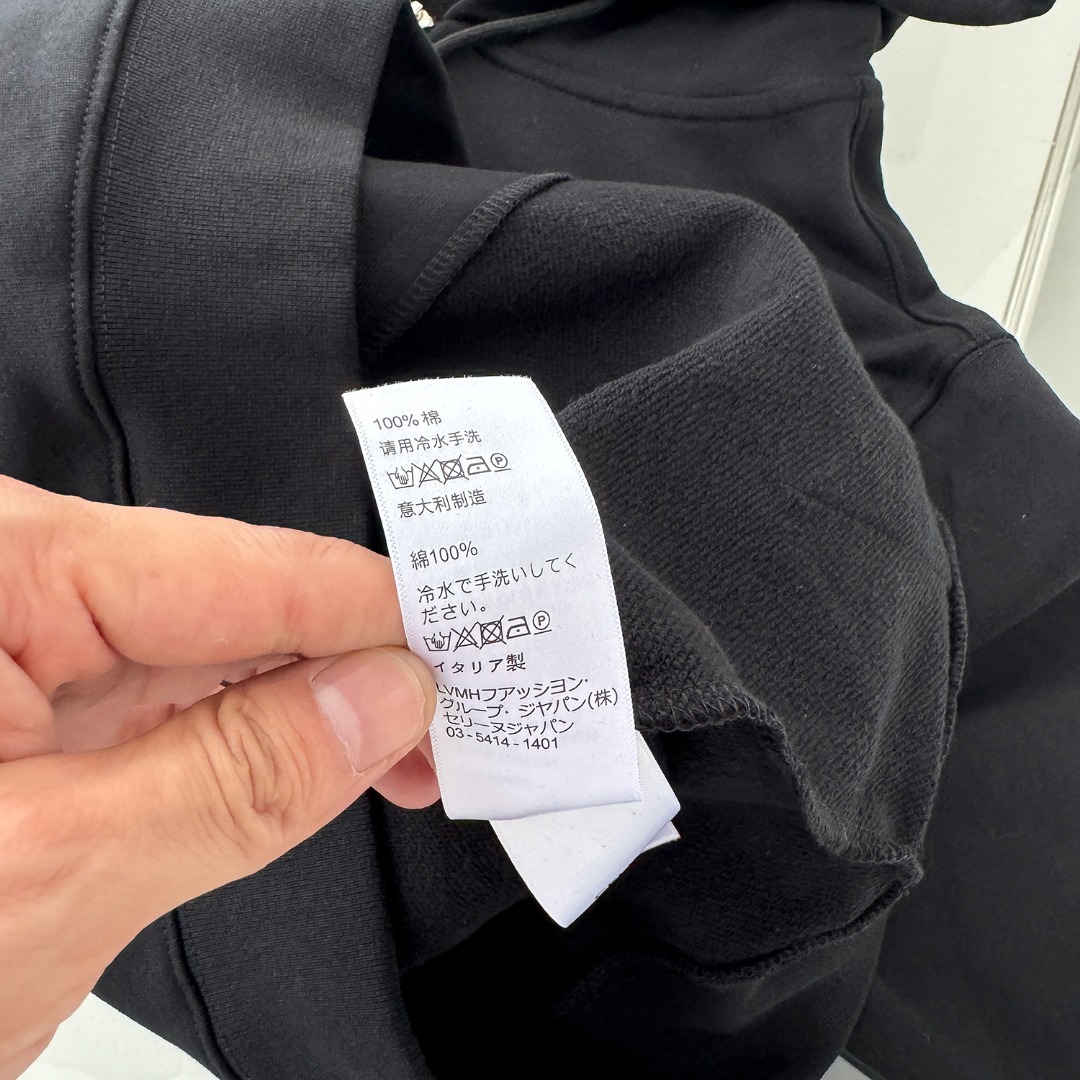 100% 棉
请用冷水手洗
P
意大利制造
綿100%
冷水で手洗いしてく
ださい。
P
イタリア製
LVMHフアッシヨン・
グループ・ジヤパン(株)
セリーヌジャパン
03-5414-1401